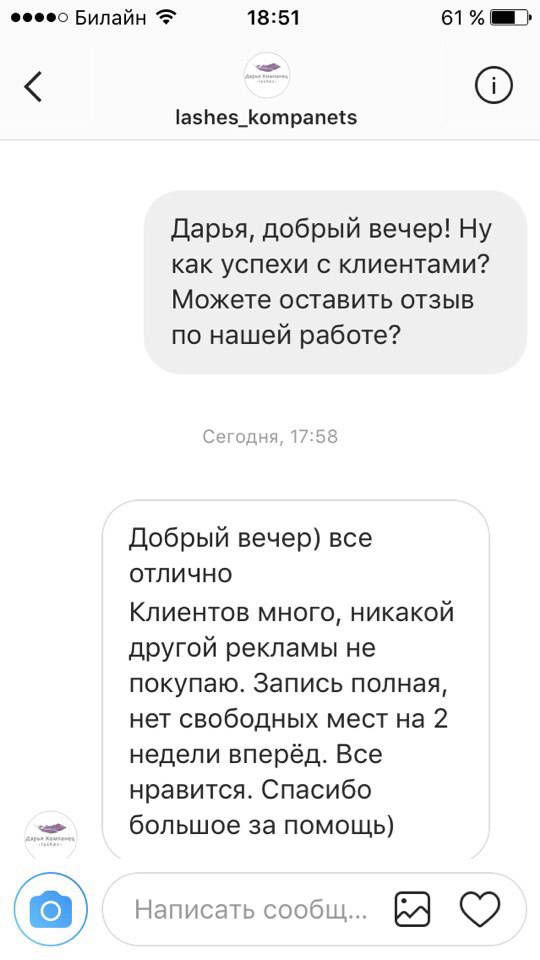 Билайн 18:51 61 %
Дарья Компанец
lashes_kompanets
Дарья, добрый вечер! Ну
как успехи с клиентами?
Можете оставить отзыв
по нашей работе?
Сегодня, 17:58
Добрый вечер) все
отлично
Клиентов много, никакой
другой рекламы не
покупаю. Запись полная,
нет свободных мест на 2
недели вперёд. Все
нравится. Спасибо
большое за помощь)
Дарья Компанец
Написать сообщ...